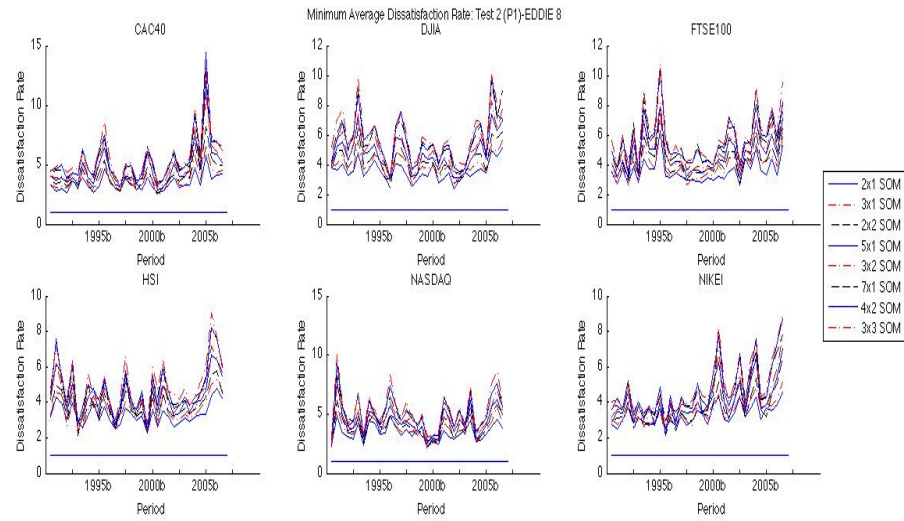 Minimum Average Dissatisfaction Rate: Test 2 (P1)-EDDIE 8
CAC40
15
10
5
0
Dissatisfaction Rate
1995b 2000b 2005b
Period
DJIA
12
10
8
6
4
2
0
Dissatisfaction Rate
1995b 2000b 2005b
Period
FTSE100
12
10
8
6
4
2
0
Dissatisfaction Rate
1995b 2000b 2005b
Period
2x1 SOM
3x1 SOM
2x2 SOM
5x1 SOM
3x2 SOM
7x1 SOM
4x2 SOM
3x3 SOM
HSI
10
8
6
4
2
0
Dissatisfaction Rate
1995b 2000b 2005b
Period
NASDAQ
15
10
5
0
Dissatisfaction Rate
1995b 2000b 2005b
Period
NIKEI
10
8
6
4
2
0
Dissatisfaction Rate
1995b 2000b 2005b
Period